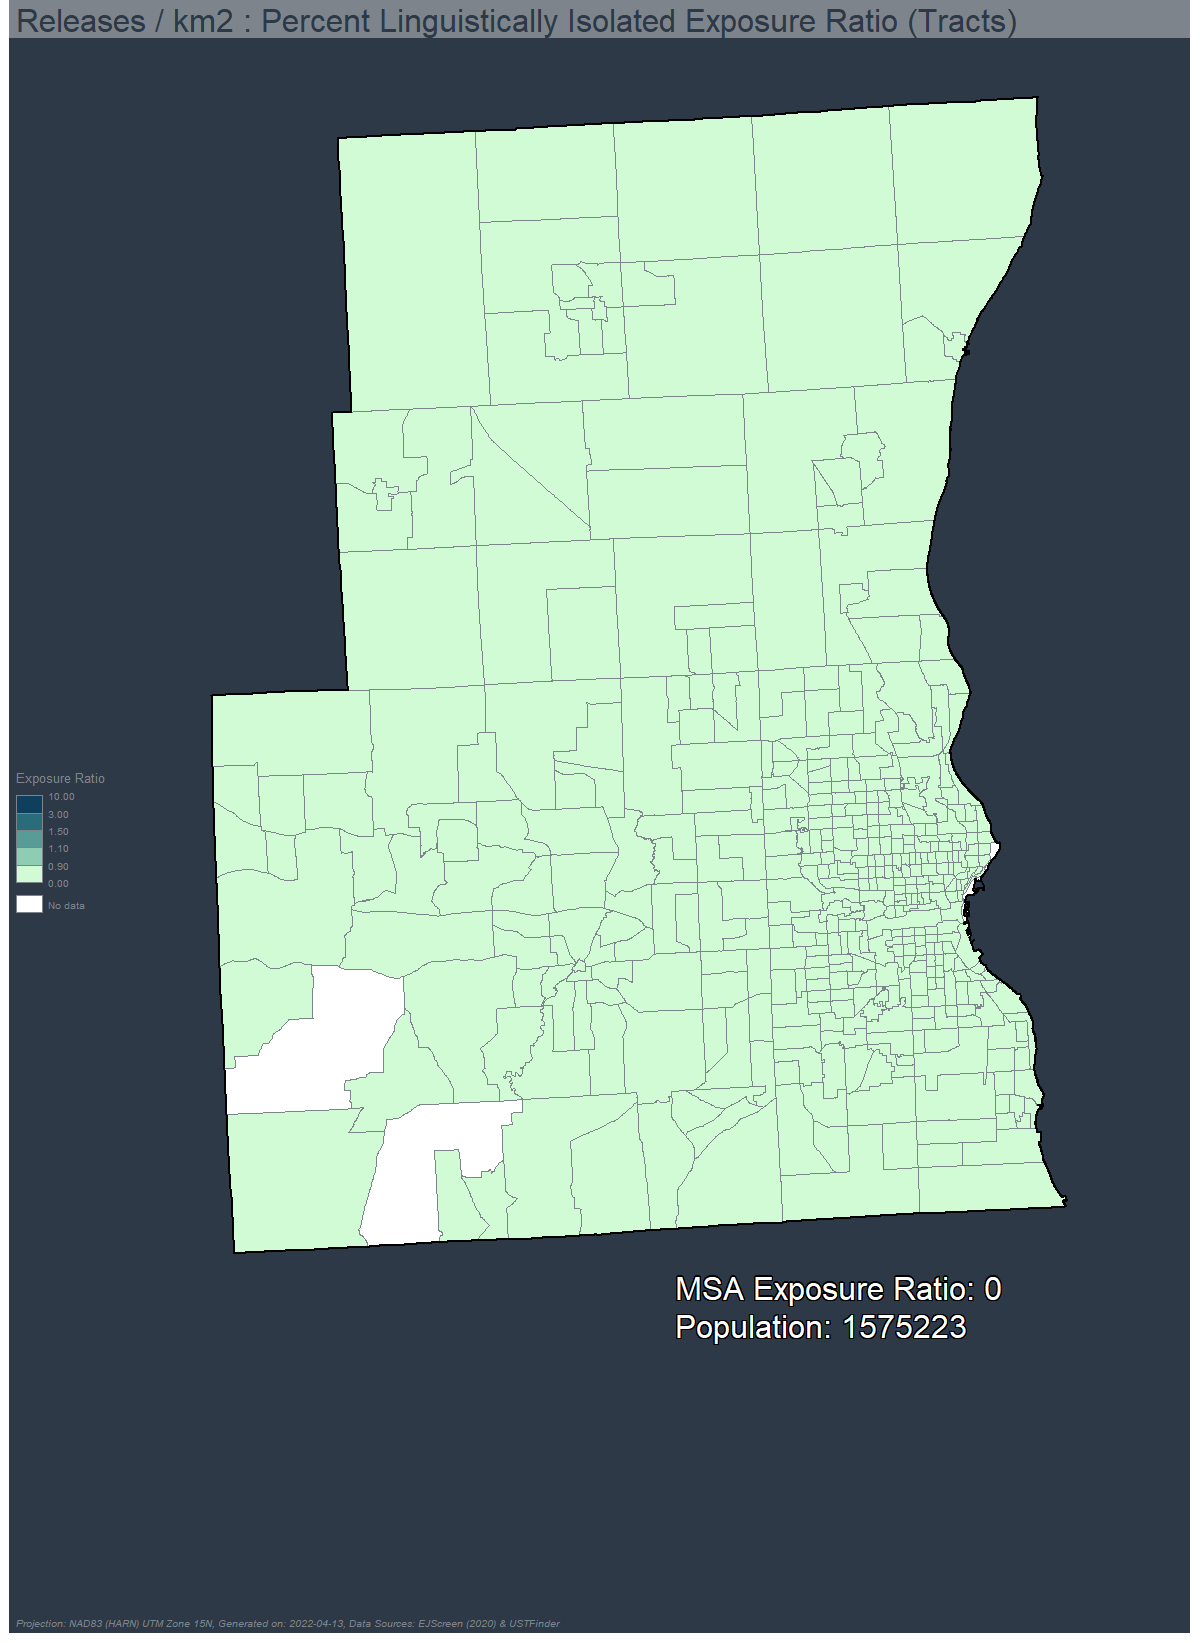 Releases / km2 : Percent Linguistically Isolated Exposure Ratio (Tracts)
Exposure Ratio
10.00
3.00
1.50
1.10
0.90
0.00
No data
MSA Exposure Ratio: 0
Population: 1575223
Projection: NAD83 (HARN) UTM Zone 15N, Generated on: 2022-04-13, Data Sources: EJScreen (2020) & USTFinder